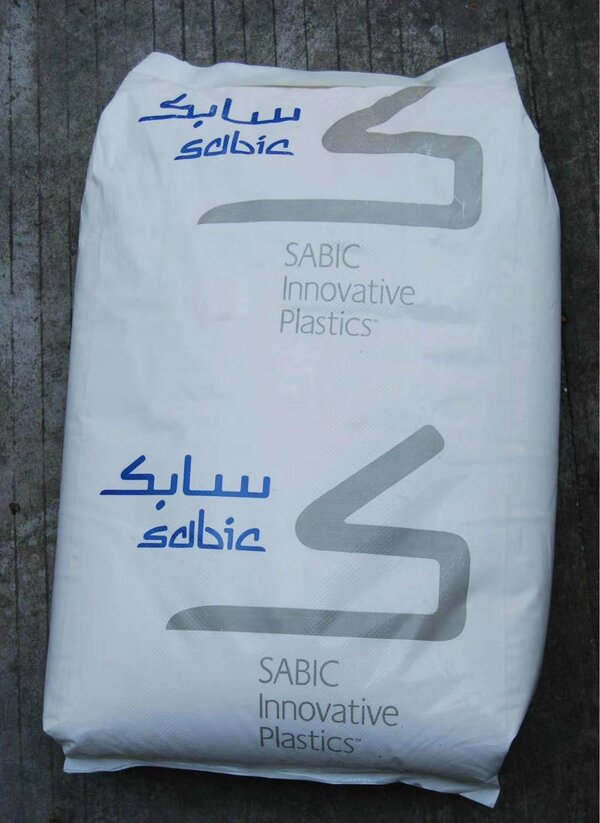 سابك
sabic
SABIC
Innovative
Plastics™
سابك
sabic
SABIC
Innovative
Plastics™